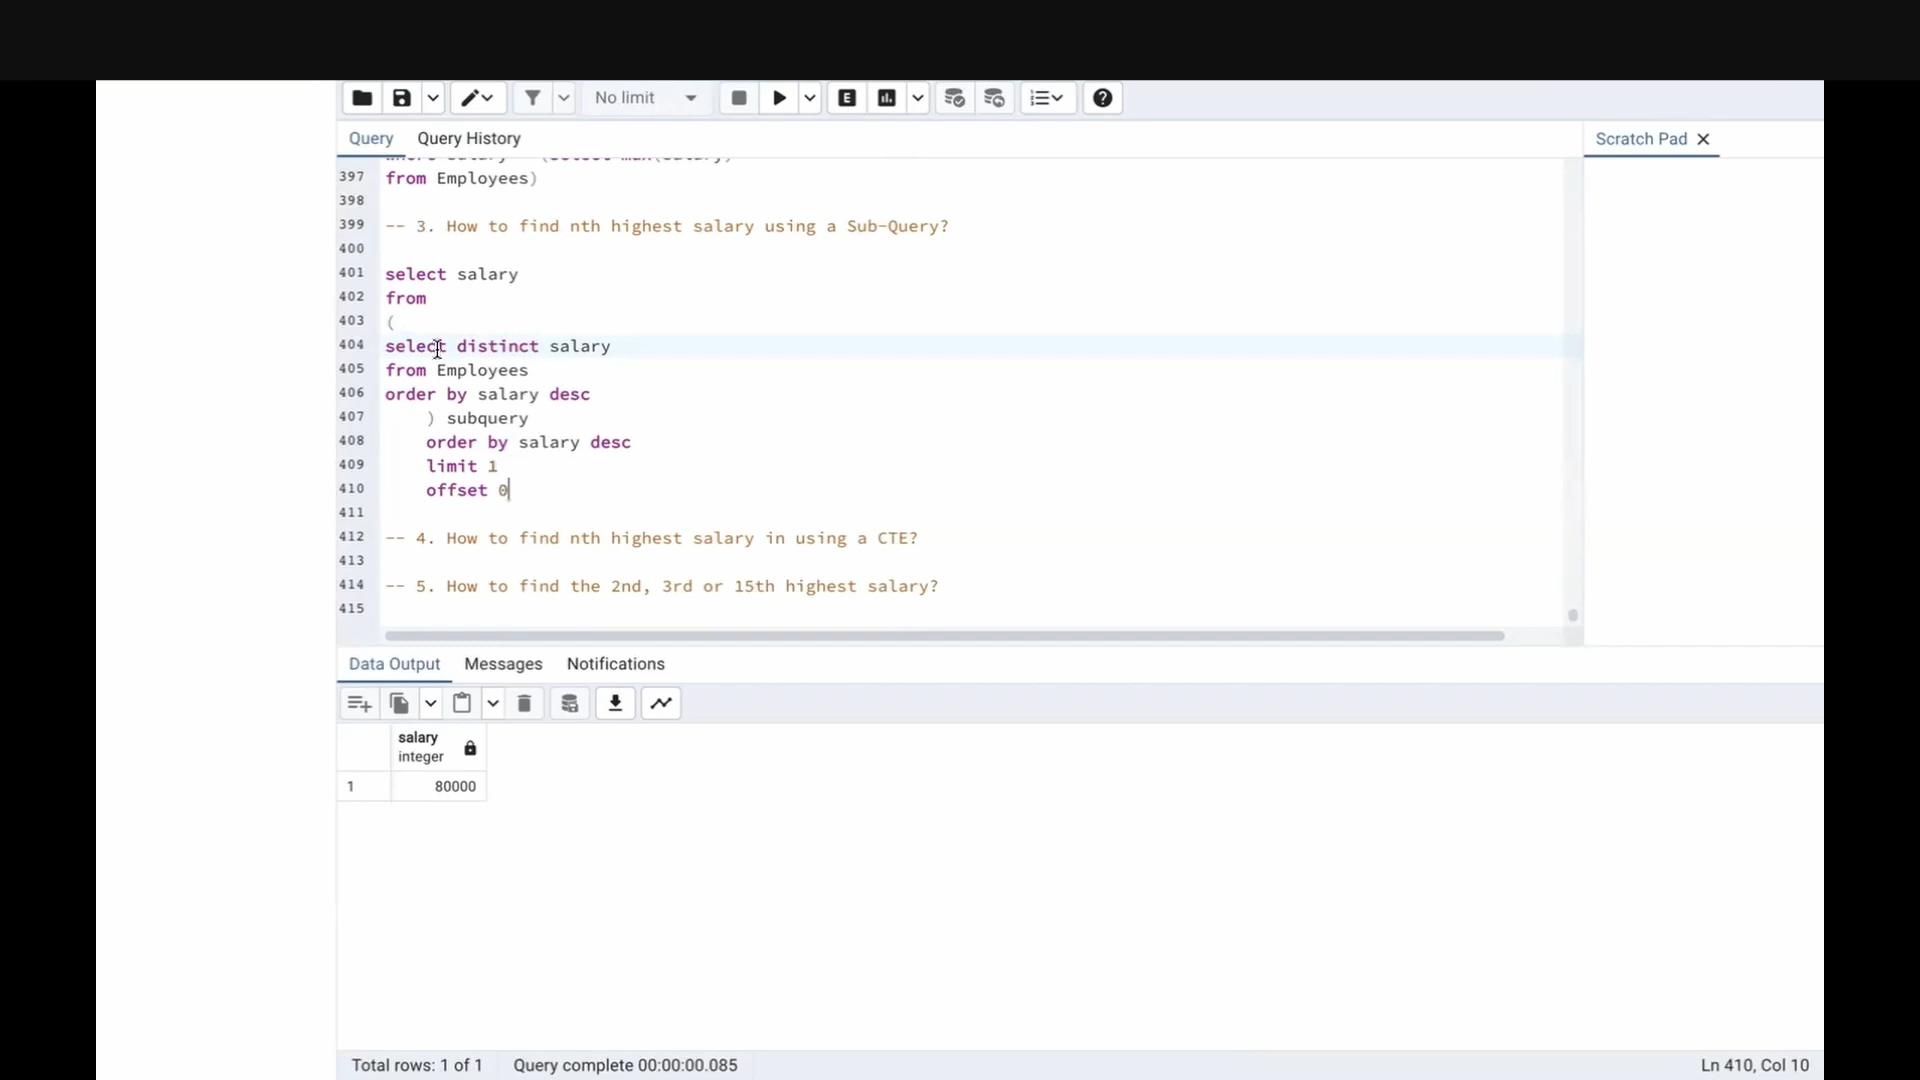 No limit
E
Query
Query History
Scratch Pad
where salary = (select max(salary)
397 from Employees)
398
399 -- 3. How to find nth highest salary using a Sub-Query?
400
401 select salary
402 from
403 (
404 select distinct salary
405 from Employees
406 order by salary desc
407 ) subquery
408 order by salary desc
409 limit 1
410 offset 0
411
412 -- 4. How to find nth highest salary in using a CTE?
413
414 -- 5. How to find the 2nd, 3rd or 15th highest salary?
415
Data Output
Messages
Notifications
salary
integer
1 80000
Total rows: 1 of 1
Query complete 00:00:00.085
Ln 410, Col 10